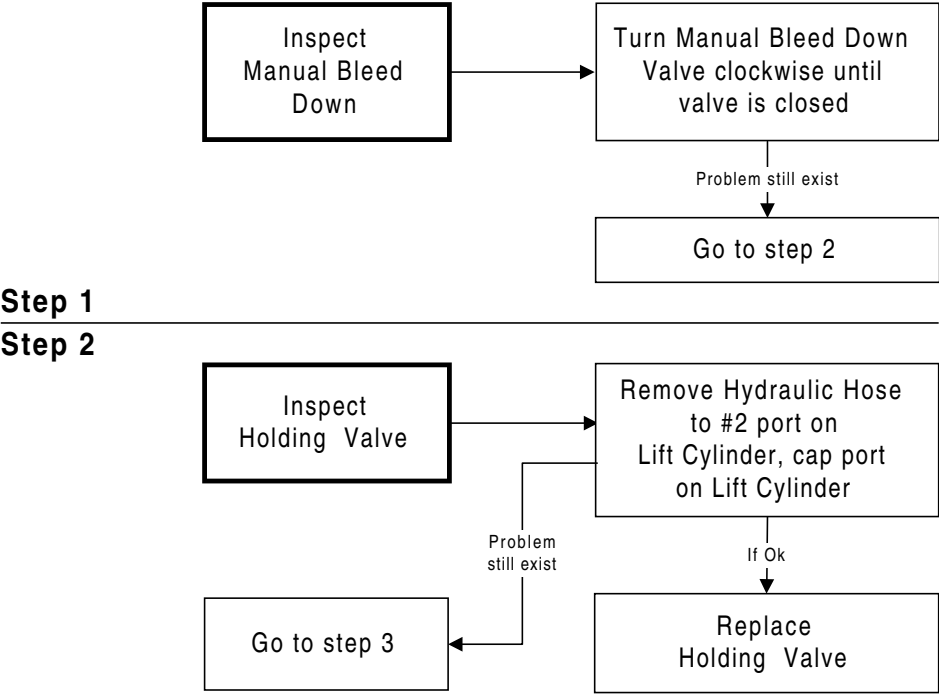 Inspect
Manual Bleed
Down
Turn Manual Bleed Down
Valve clockwise until
valve is closed
Problem still exist
Go to step 2
Step 1
Step 2
Inspect
Holding Valve
Remove Hydraulic Hose
to #2 port on
Lift Cylinder, cap port
on Lift Cylinder
Problem
still exist
If Ok
Go to step 3
Replace
Holding Valve